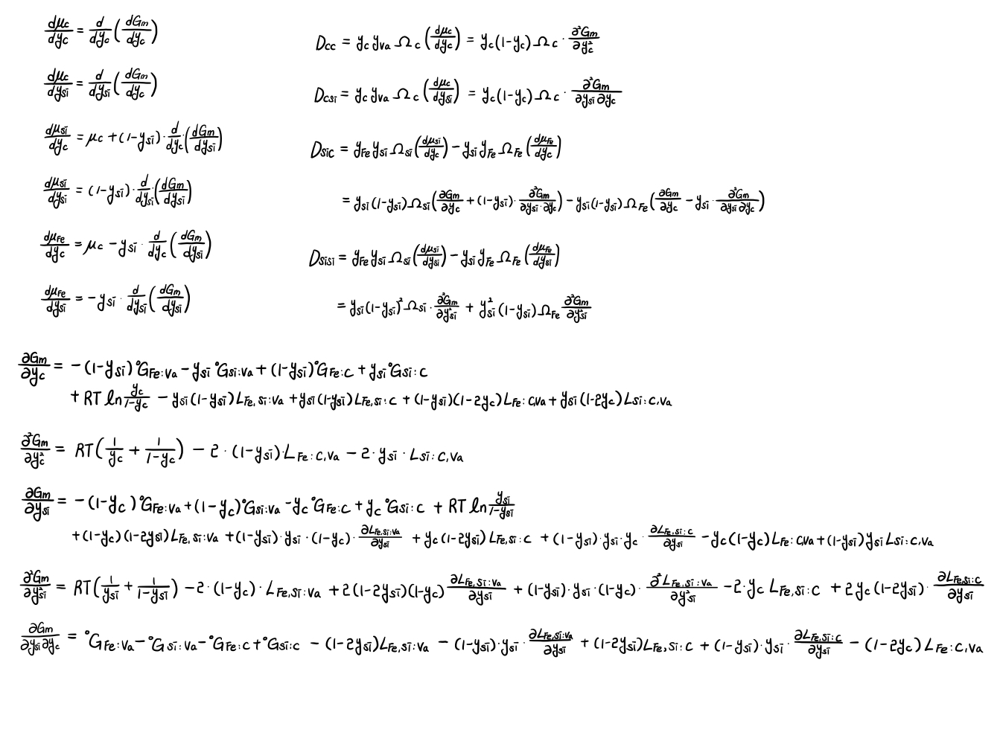 dμc/dyc = d/dyc (dGm/dyc)
dμc/dysi = d/dysi (dGm/dyc)
dμsi/dyc = μc + (1-ysi)·d/dyc·(dGm/dysi)
dμsi/dysi = (1-ysi)·d/dysi·(dGm/dysi)
dμFe/dyc = μc - ysi· d/dyc (dGm/dysi)
dμFe/dysi = -ysi· d/dysi (dGm/dysi)
Dcc = yc yva Ωc (dμc/dyc) = yc(1-yc)Ωc · ∂²Gm/∂yc²
Dcsi = yc yva Ωc (dμc/dysi) = yc(1-yc)Ωc · ∂²Gm/∂ysi∂yc
Dsic = yFe ysi Ωsi (dμsi/dyc) - ysi yFe ΩFe (dμFe/dyc)
= ysi(1-ysi)Ωsi(∂Gm/∂yc + (1-ysi)· ∂²Gm/∂ysi·∂yc) - ysi(1-ysi)ΩFe(∂Gm/∂yc - ysi · ∂²Gm/∂ysi∂yc)
Dsisi = yFe ysi Ωsi (dμsi/dysi) - ysi yFe ΩFe (dμFe/dysi)
= ysi(1-ysi)²Ωsi · ∂²Gm/∂ysi² + ysi²(1-ysi)ΩFe ∂²Gm/∂ysi²
∂Gm/∂yc = -(1-ysi)°GFe:va - ysi °Gsi:va + (1-ysi)°GFe:c + ysi °Gsi:c
+ RT ln yc/1-yc - ysi(1-ysi)LFe,si:va + ysi(1-ysi)LFe,si:c + (1-ysi)(1-2yc)LFe:c,va + ysi(1-2yc)Lsi:c,va
∂²Gm/∂yc² = RT(1/yc + 1/1-yc) - 2·(1-ysi)·LFe:c,va - 2·ysi·Lsi:c,va
∂Gm/∂ysi = -(1-yc)°GFe:va + (1-yc)°Gsi:va - yc °GFe:c + yc °Gsi:c + RT ln ysi/1-ysi
+(1-yc)(1-2ysi)LFe,si:va + (1-ysi)·ysi·(1-yc)· ∂LFe,si:va/∂ysi + yc(1-2ysi)LFe,si:c + (1-ysi)·ysi·yc · ∂LFe,si:c/∂ysi - yc(1-yc)LFe:c,va + (1-ysi)ysi Lsi:c,va
∂²Gm/∂ysi² = RT(1/ysi + 1/1-ysi) - 2·(1-yc)·LFe,si:va + 2(1-2ysi)(1-yc) ∂LFe,si:va/∂ysi + (1-ysi)·ysi·(1-yc)· ∂²LFe,si:va/∂ysi² - 2·yc LFe,si:c + 2yc(1-2ysi)· ∂LFe,si:c/∂ysi
∂Gm/∂ysi∂yc = °GFe:va - °Gsi:va - °GFe:c + °Gsi:c - (1-2ysi)LFe,si:va - (1-ysi)·ysi · ∂LFe,si:va/∂ysi + (1-2ysi)LFe,si:c + (1-ysi)·ysi · ∂LFe,si:c/∂ysi - (1-2yc)LFe:c,va